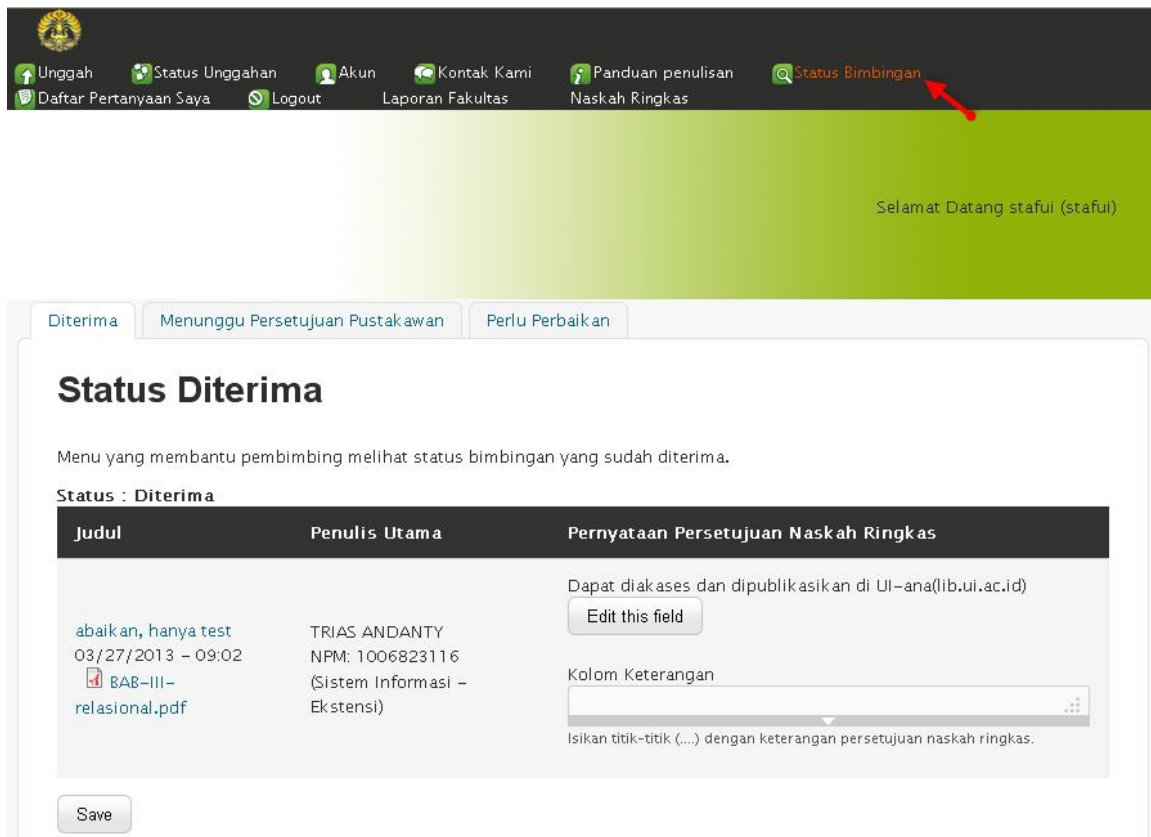 Unggah Status Unggahan Akun Kontak Kami Panduan penulisan Status Bimbingan
Daftar Pertanyaan Saya Logout Laporan Fakultas Naskah Ringkas
Selamat Datang stafui (stafui)
Diterima Menunggu Persetujuan Pustakawan Perlu Perbaikan
Status Diterima
Menu yang membantu pembimbing melihat status bimbingan yang sudah diterima.
Status : Diterima
Judul Penulis Utama Pernyataan Persetujuan Naskah Ringkas
abaikan, hanya test
03/27/2013 – 09:02
BAB-III-
relasional.pdf
TRIAS ANDANTY
NPM: 1006823116
(Sistem Informasi –
Ekstensi)
Dapat diakases dan dipublikasikan di UI-ana(lib.ui.ac.id)
Edit this field
Kolom Keterangan
Isikan titik-titik (....) dengan keterangan persetujuan naskah ringkas.
Save